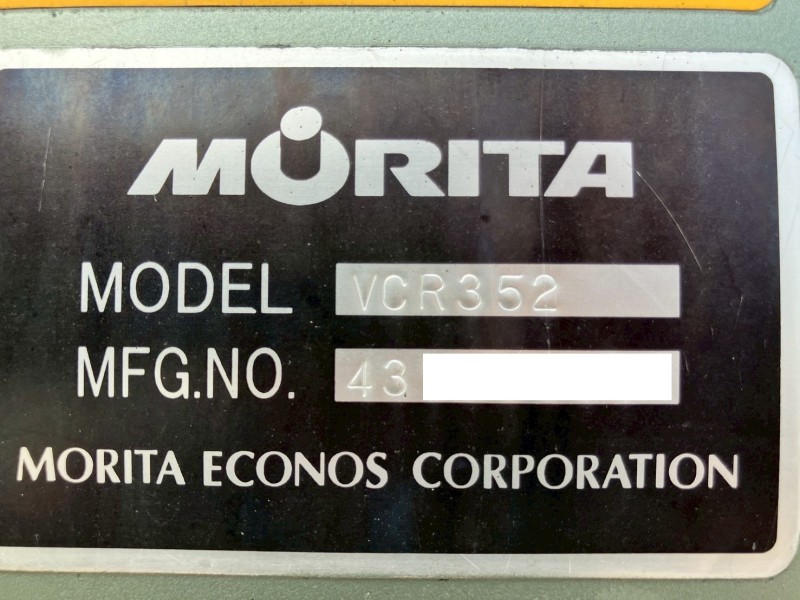 MORITA
MODEL VCR352
MFG.NO. 43
MORITA ECONOS CORPORATION